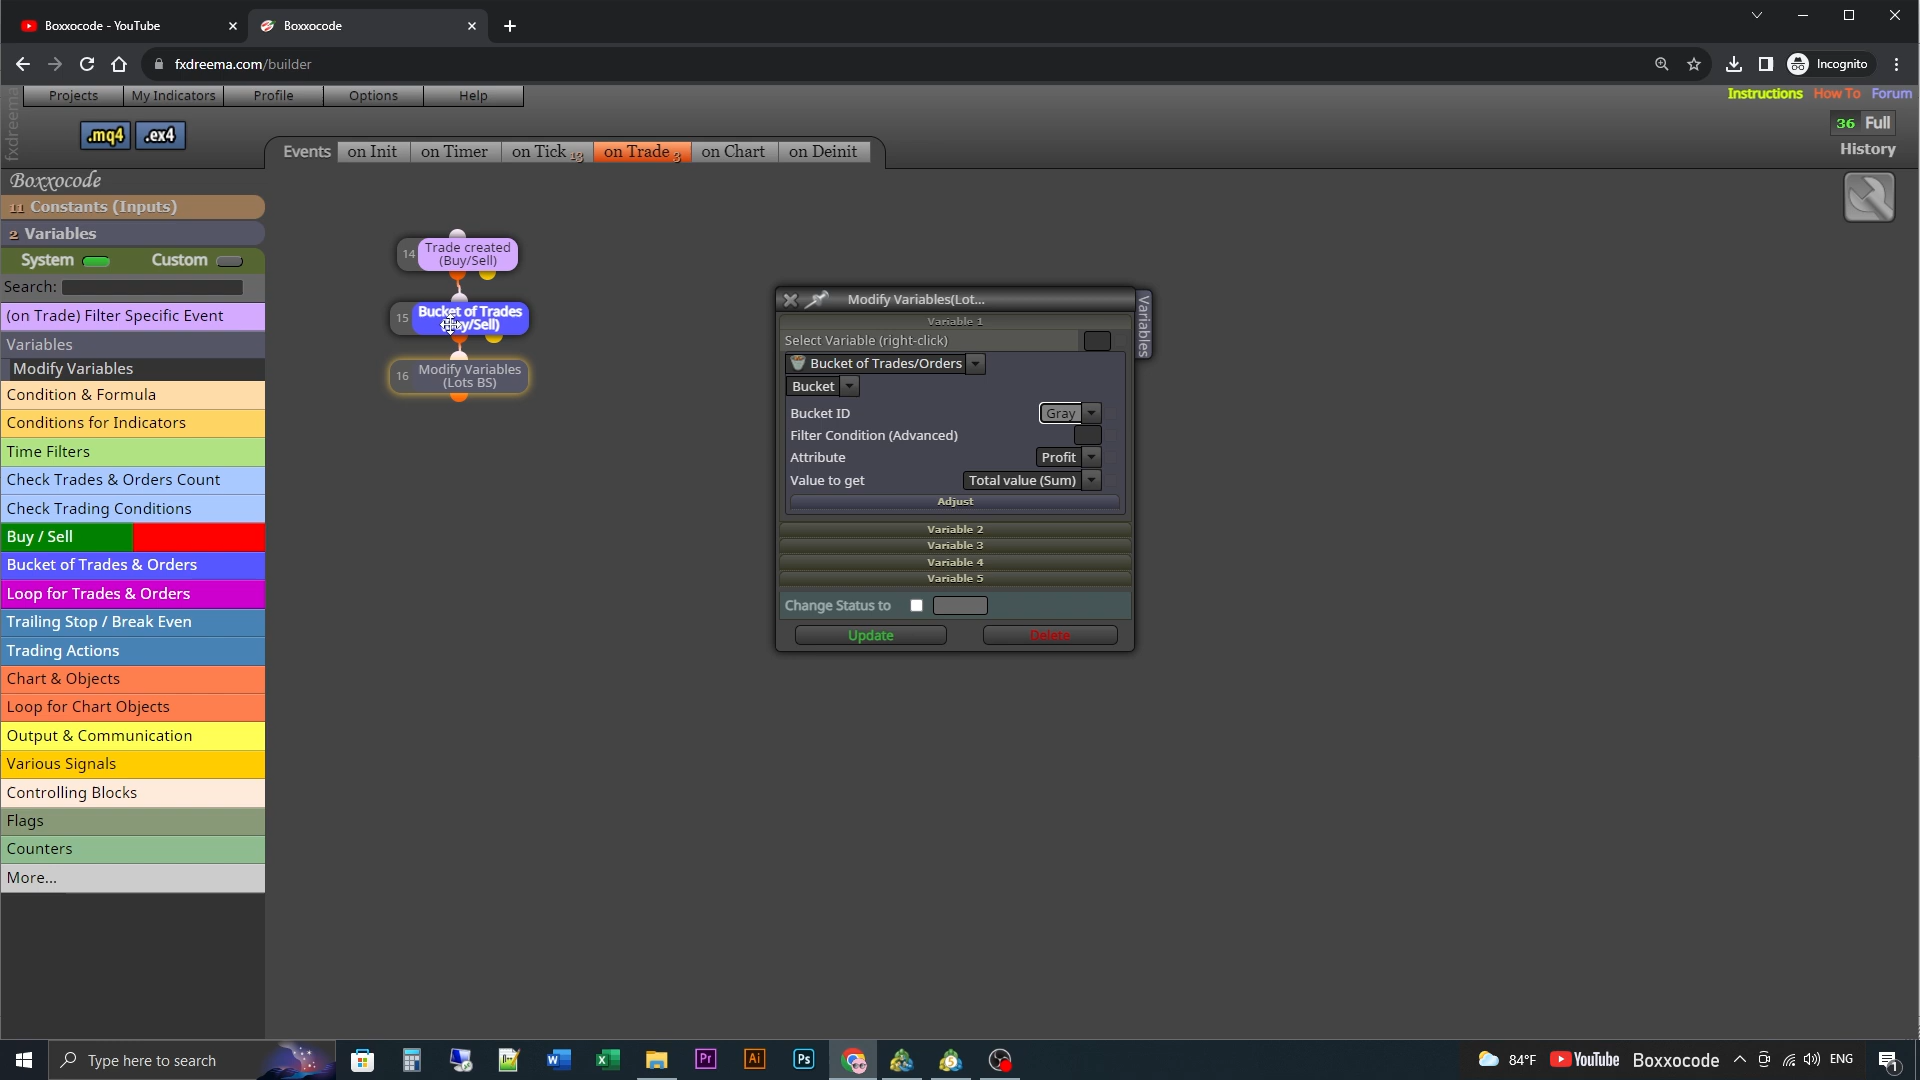 Boxxocode - YouTube
Boxxocode
fxdreema.com/builder
Incognito
Projects
My Indicators
Profile
Options
Help
Instructions How To Forum
fxdreema
.mq4
.ex4
36 Full
Events
on Init
on Timer
on Tick 13
on Trade 3
on Chart
on Deinit
History
Boxxocode
11 Constants (Inputs)
2 Variables
System
Custom
Search:
(on Trade) Filter Specific Event
Variables
Modify Variables
Condition & Formula
Conditions for Indicators
Time Filters
Check Trades & Orders Count
Check Trading Conditions
Buy / Sell
Bucket of Trades & Orders
Loop for Trades & Orders
Trailing Stop / Break Even
Trading Actions
Chart & Objects
Loop for Chart Objects
Output & Communication
Various Signals
Controlling Blocks
Flags
Counters
More...
14
Trade created
(Buy/Sell)
15
Bucket of Trades
y/Sell)
16
Modify Variables
(Lots BS)
Modify Variables(Lot...
Variables
Variable 1
Select Variable (right-click)
Bucket of Trades/Orders
Bucket
Bucket ID
Gray
Filter Condition (Advanced)
Attribute
Profit
Value to get
Total value (Sum)
Adjust
Variable 2
Variable 3
Variable 4
Variable 5
Change Status to
Update
Delete
Type here to search
Pr
Ai
Ps
84°F
YouTube
Boxxocode
ENG
1